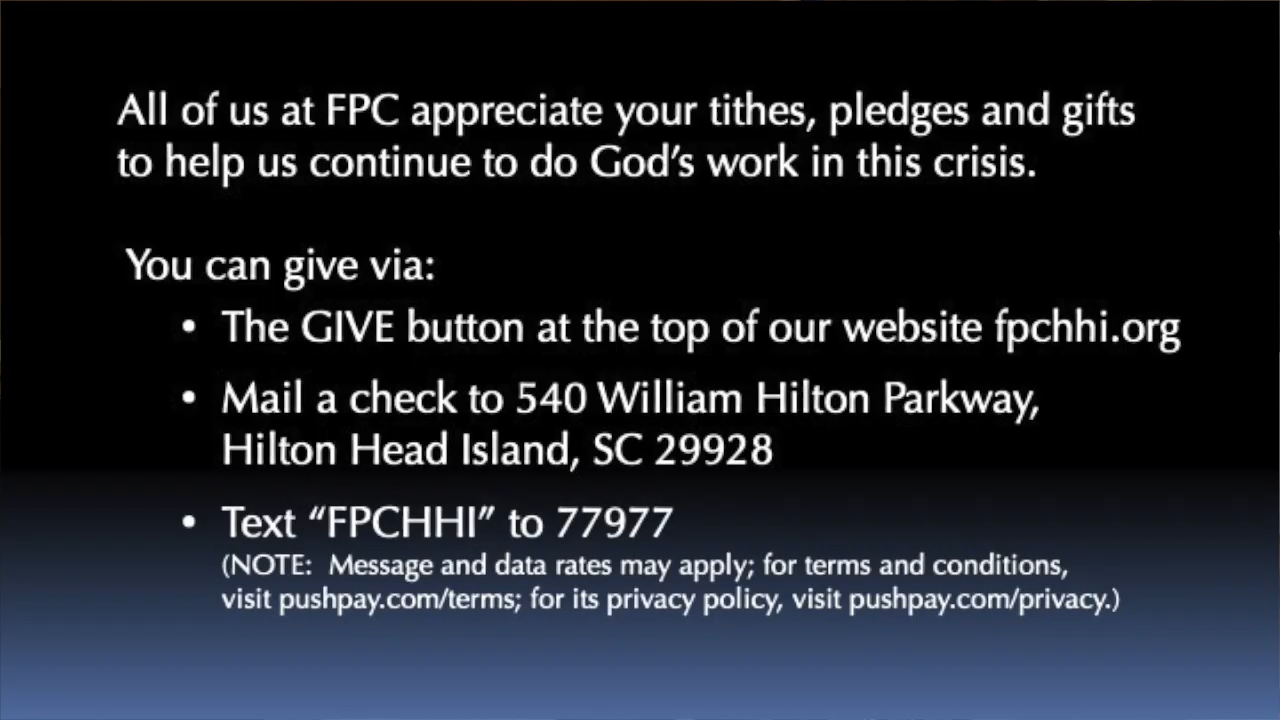 All of us at FPC appreciate your tithes, pledges and gifts
to help us continue to do God’s work in this crisis.
You can give via:
• The GIVE button at the top of our website fpchhi.org
• Mail a check to 540 William Hilton Parkway,
Hilton Head Island, SC 29928
• Text “FPCHHI” to 77977
(NOTE:  Message and data rates may apply; for terms and conditions,
visit pushpay.com/terms; for its privacy policy, visit pushpay.com/privacy.)